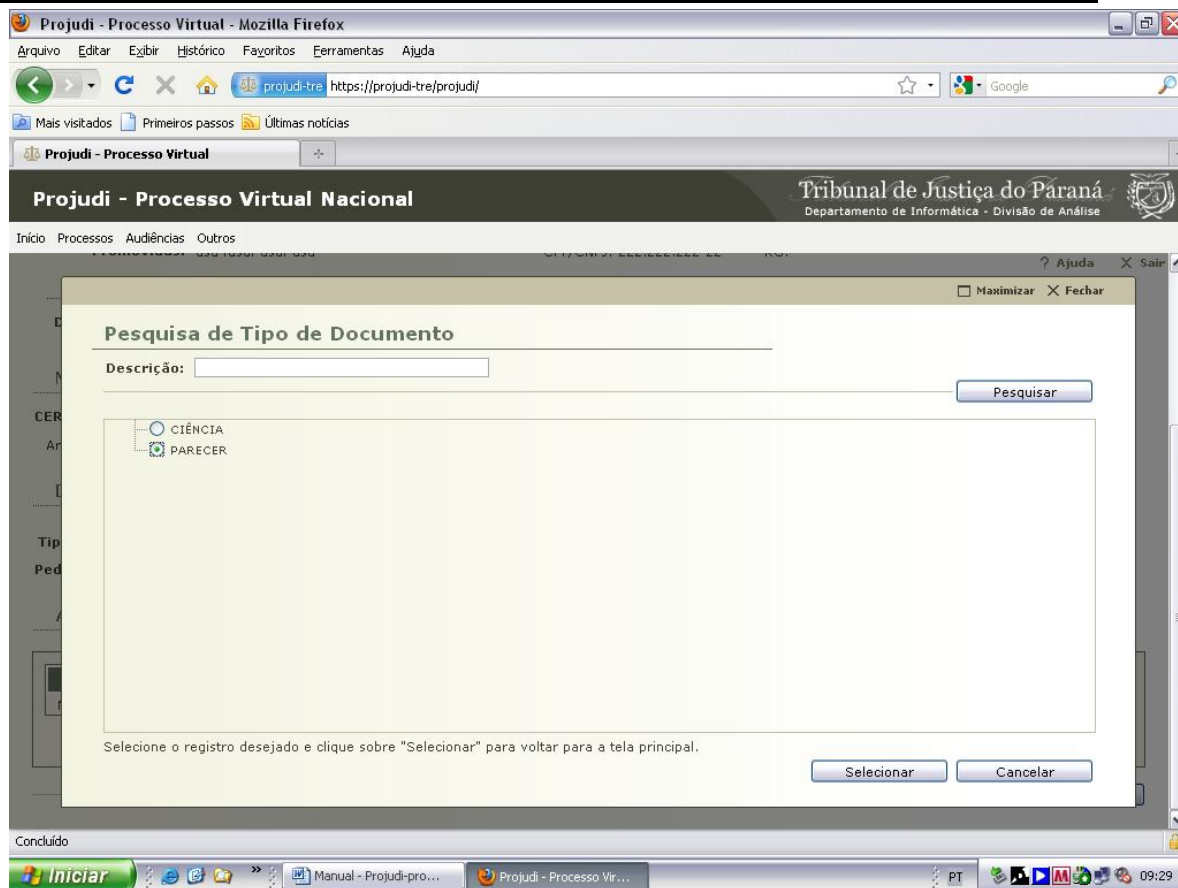 Projudi - Processo Virtual - Mozilla Firefox
Arquivo Editar Exibir Histórico Favoritos Ferramentas Ajuda
projudi-tre https://projudi-tre/projudi/ Google
Mais visitados Primeiros passos Últimas notícias
Projudi - Processo Virtual
Projudi - Processo Virtual Nacional
Tribunal de Justiça do Paraná
Departamento de Informática - Divisão de Análise
Início Processos Audiências Outros
? Ajuda X Sair
Maximizar X Fechar
Pesquisa de Tipo de Documento
Descrição:
Pesquisar
CER
CIÊNCIA
Ar
PARECER
Tip
Ped
Selecione o registro desejado e clique sobre "Selecionar" para voltar para a tela principal.
Selecionar Cancelar
Concluído
Iniciar » Manual - Projudi-pro... Projudi - Processo Vir... PT 09:29